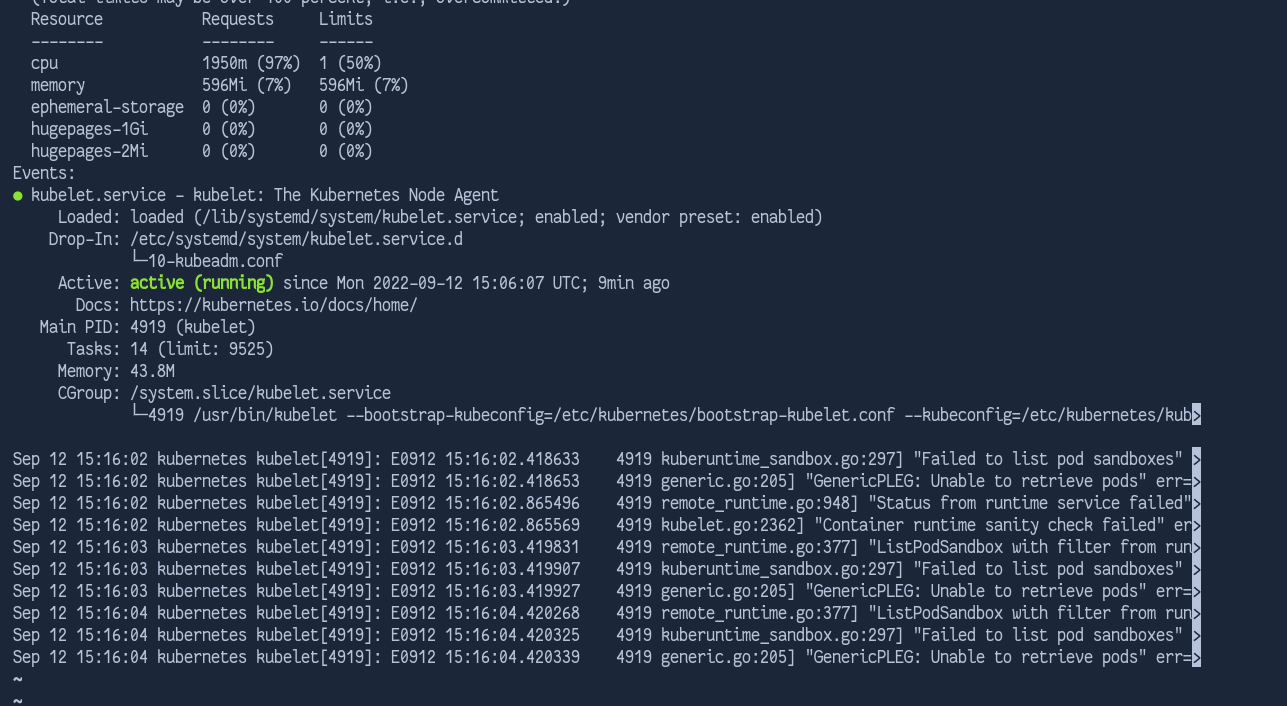 (Total limits may be over 100 percent, i.e., overcommitted.)
Resource           Requests     Limits
--------           --------     ------
cpu                1950m (97%)  1 (50%)
memory             596Mi (7%)   596Mi (7%)
ephemeral-storage  0 (0%)       0 (0%)
hugepages-1Gi      0 (0%)       0 (0%)
hugepages-2Mi      0 (0%)       0 (0%)
Events:
● kubelet.service - kubelet: The Kubernetes Node Agent
Loaded: loaded (/lib/systemd/system/kubelet.service; enabled; vendor preset: enabled)
Drop-In: /etc/systemd/system/kubelet.service.d
└─10-kubeadm.conf
Active: active (running) since Mon 2022-09-12 15:06:07 UTC; 9min ago
Docs: https://kubernetes.io/docs/home/
Main PID: 4919 (kubelet)
Tasks: 14 (limit: 9525)
Memory: 43.8M
CGroup: /system.slice/kubelet.service
└─4919 /usr/bin/kubelet --bootstrap-kubeconfig=/etc/kubernetes/bootstrap-kubelet.conf --kubeconfig=/etc/kubernetes/kub>
Sep 12 15:16:02 kubernetes kubelet[4919]: E0912 15:16:02.418633    4919 kuberuntime_sandbox.go:297] "Failed to list pod sandboxes" >
Sep 12 15:16:02 kubernetes kubelet[4919]: E0912 15:16:02.418653    4919 generic.go:205] "GenericPLEG: Unable to retrieve pods" err=>
Sep 12 15:16:02 kubernetes kubelet[4919]: E0912 15:16:02.865496    4919 remote_runtime.go:948] "Status from runtime service failed">
Sep 12 15:16:02 kubernetes kubelet[4919]: E0912 15:16:02.865569    4919 kubelet.go:2362] "Container runtime sanity check failed" er>
Sep 12 15:16:03 kubernetes kubelet[4919]: E0912 15:16:03.419831    4919 remote_runtime.go:377] "ListPodSandbox with filter from run>
Sep 12 15:16:03 kubernetes kubelet[4919]: E0912 15:16:03.419907    4919 kuberuntime_sandbox.go:297] "Failed to list pod sandboxes" >
Sep 12 15:16:03 kubernetes kubelet[4919]: E0912 15:16:03.419927    4919 generic.go:205] "GenericPLEG: Unable to retrieve pods" err=>
Sep 12 15:16:04 kubernetes kubelet[4919]: E0912 15:16:04.420268    4919 remote_runtime.go:377] "ListPodSandbox with filter from run>
Sep 12 15:16:04 kubernetes kubelet[4919]: E0912 15:16:04.420325    4919 kuberuntime_sandbox.go:297] "Failed to list pod sandboxes" >
Sep 12 15:16:04 kubernetes kubelet[4919]: E0912 15:16:04.420339    4919 generic.go:205] "GenericPLEG: Unable to retrieve pods" err=>
~
~